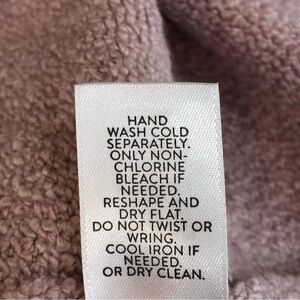 HAND
WASH COLD
SEPARATELY.
ONLY NON-
CHLORINE
BLEACH IF
NEEDED.
RESHAPE AND
DRY FLAT.
DO NOT TWIST OR
WRING.
COOL IRON IF
NEEDED.
OR DRY CLEAN.